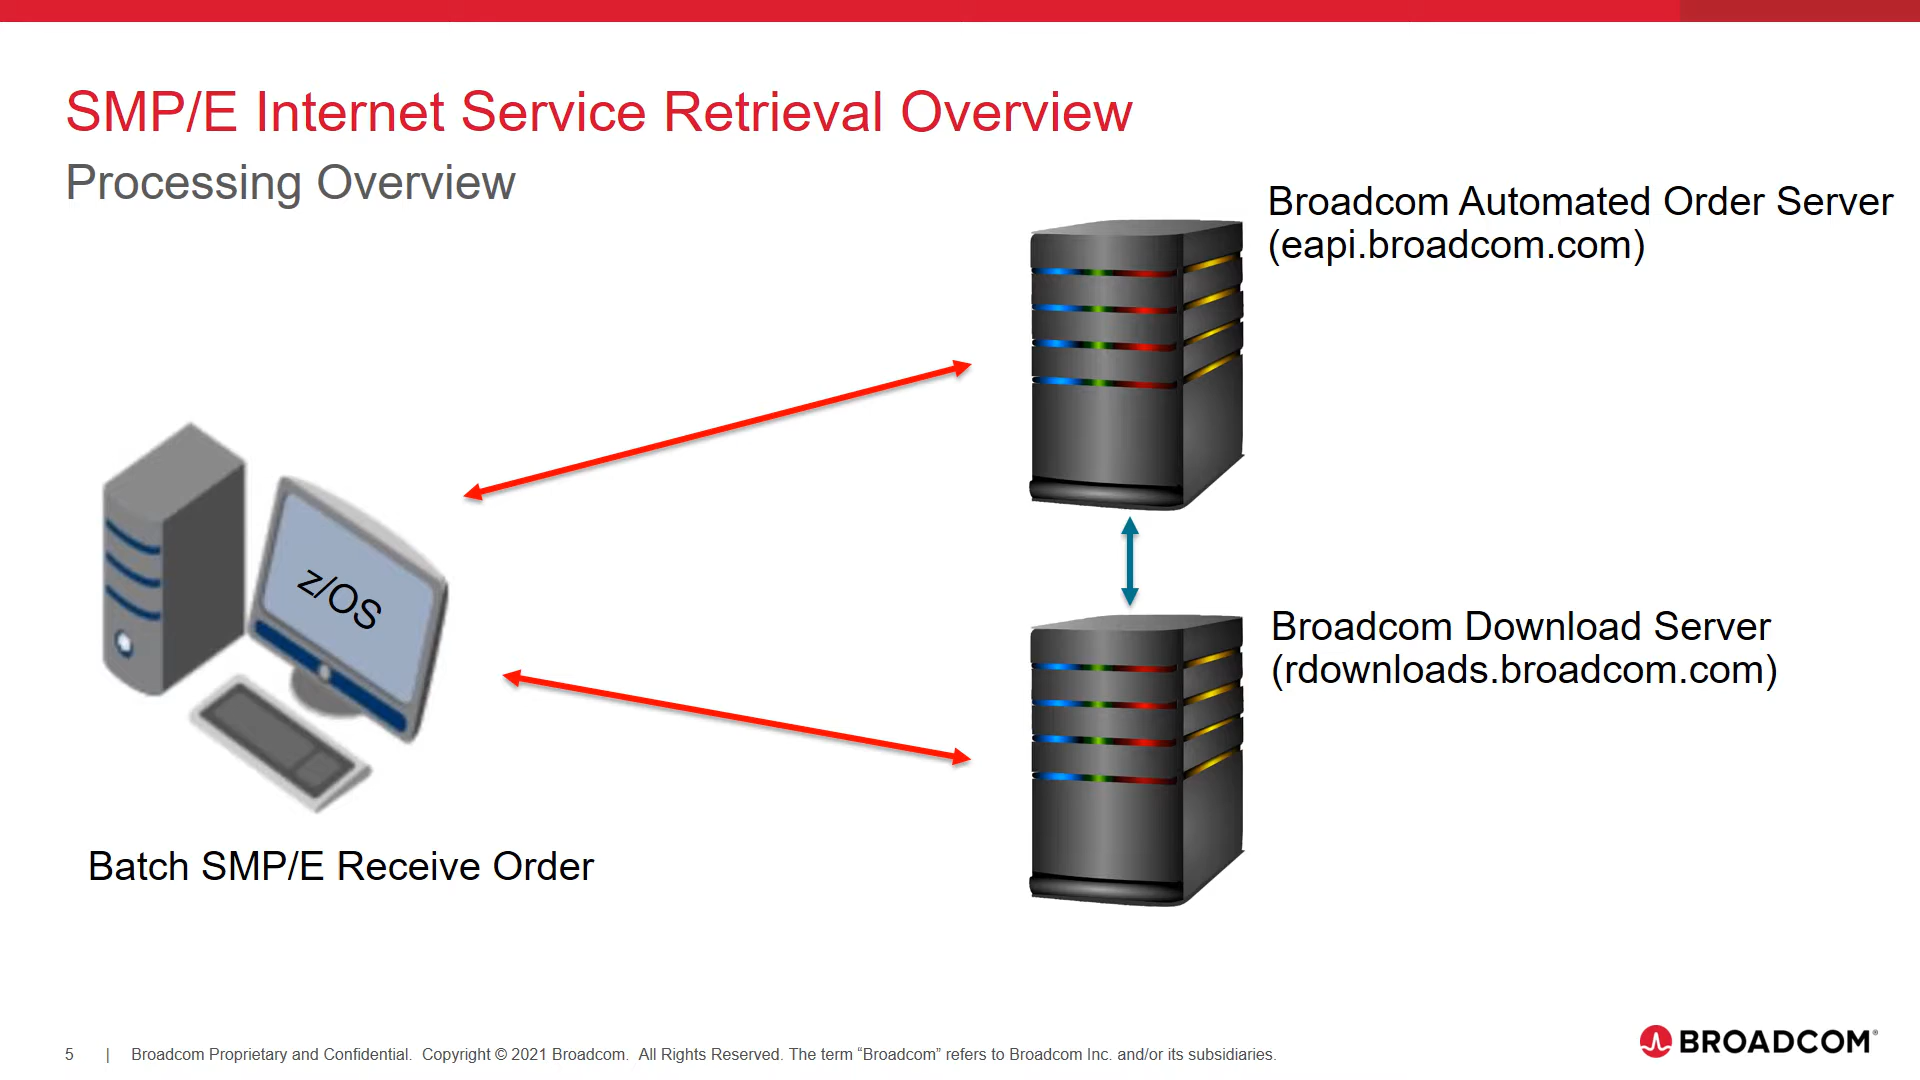 SMP/E Internet Service Retrieval Overview
Processing Overview
Broadcom Automated Order Server
(eapi.broadcom.com)
z/OS
Broadcom Download Server
(rdownloads.broadcom.com)
Batch SMP/E Receive Order
5 | Broadcom Proprietary and Confidential. Copyright © 2021 Broadcom. All Rights Reserved. The term “Broadcom” refers to Broadcom Inc. and/or its subsidiaries.
BROADCOM®